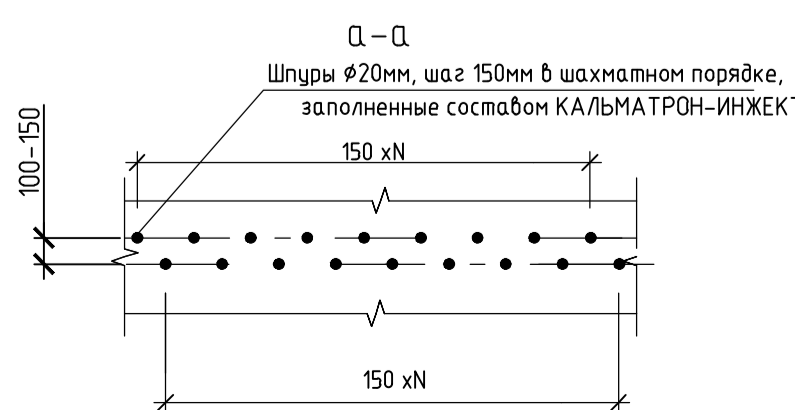 а-а
Шпуры Ф20мм, шаг 150мм в шахматном порядке,
заполненные составом КАЛЬМАТРОН-ИНЖЕКТ
150 xN
100-150
150 xN